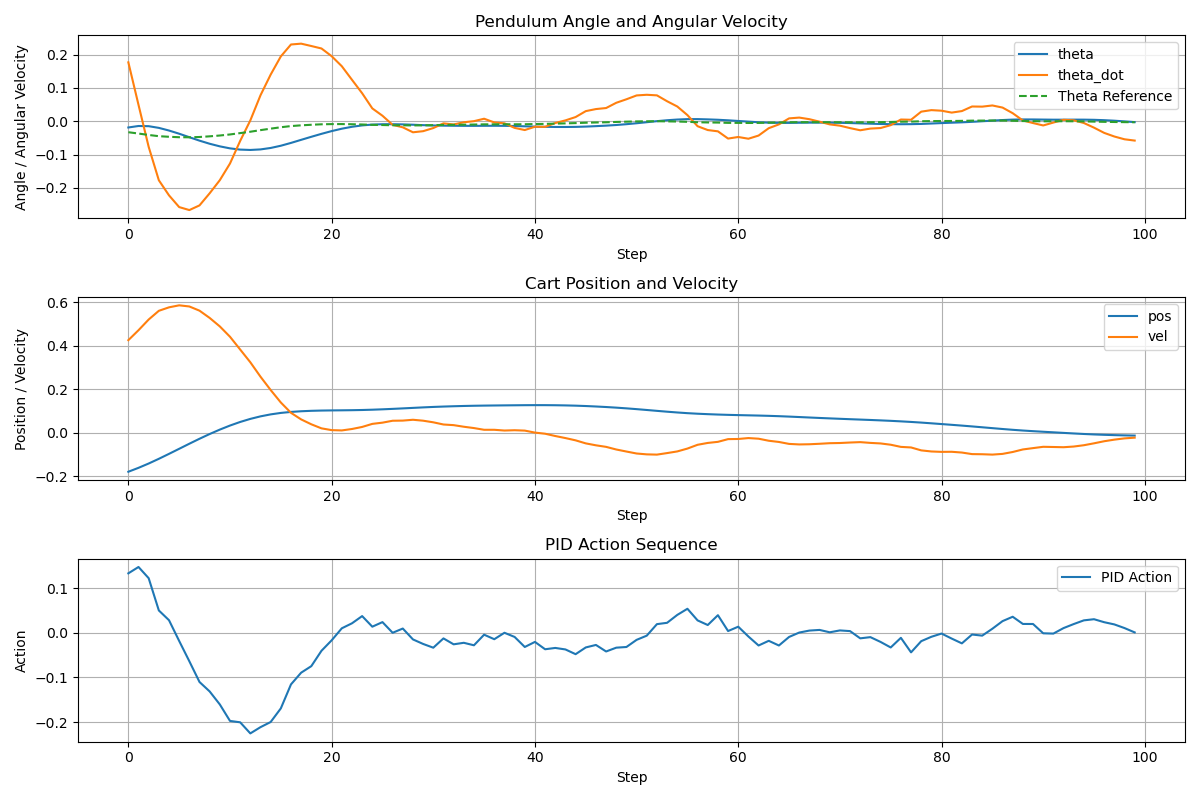 Pendulum Angle and Angular Velocity
Angle / Angular Velocity
0.2
0.1
0.0
−0.1
−0.2
theta
theta_dot
Theta Reference
0 20 40 60 80 100
Step
Cart Position and Velocity
Position / Velocity
0.6
0.4
0.2
0.0
−0.2
pos
vel
0 20 40 60 80 100
Step
PID Action Sequence
Action
0.1
0.0
−0.1
−0.2
PID Action
0 20 40 60 80 100
Step